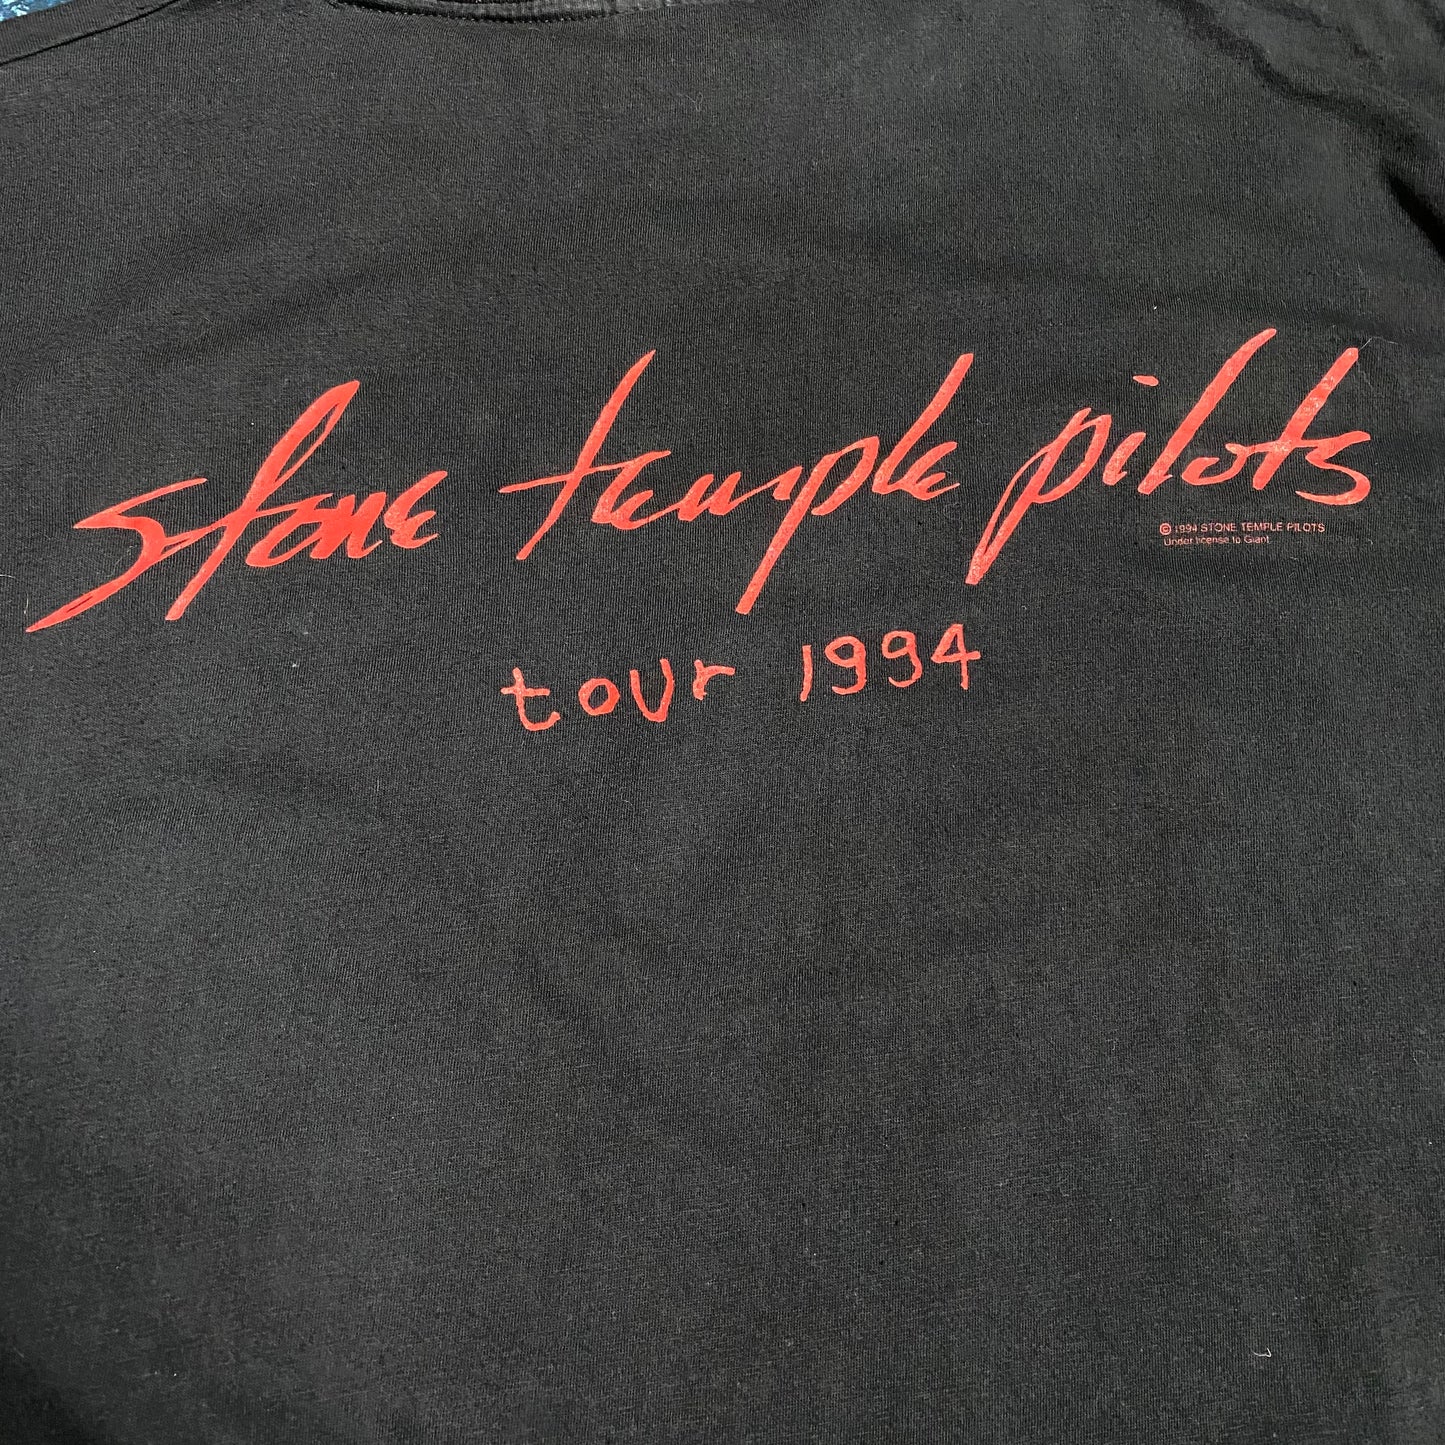 stone temple pilots
© 1994 STONE TEMPLE PILOTS
Under license to Giant
tour 1994